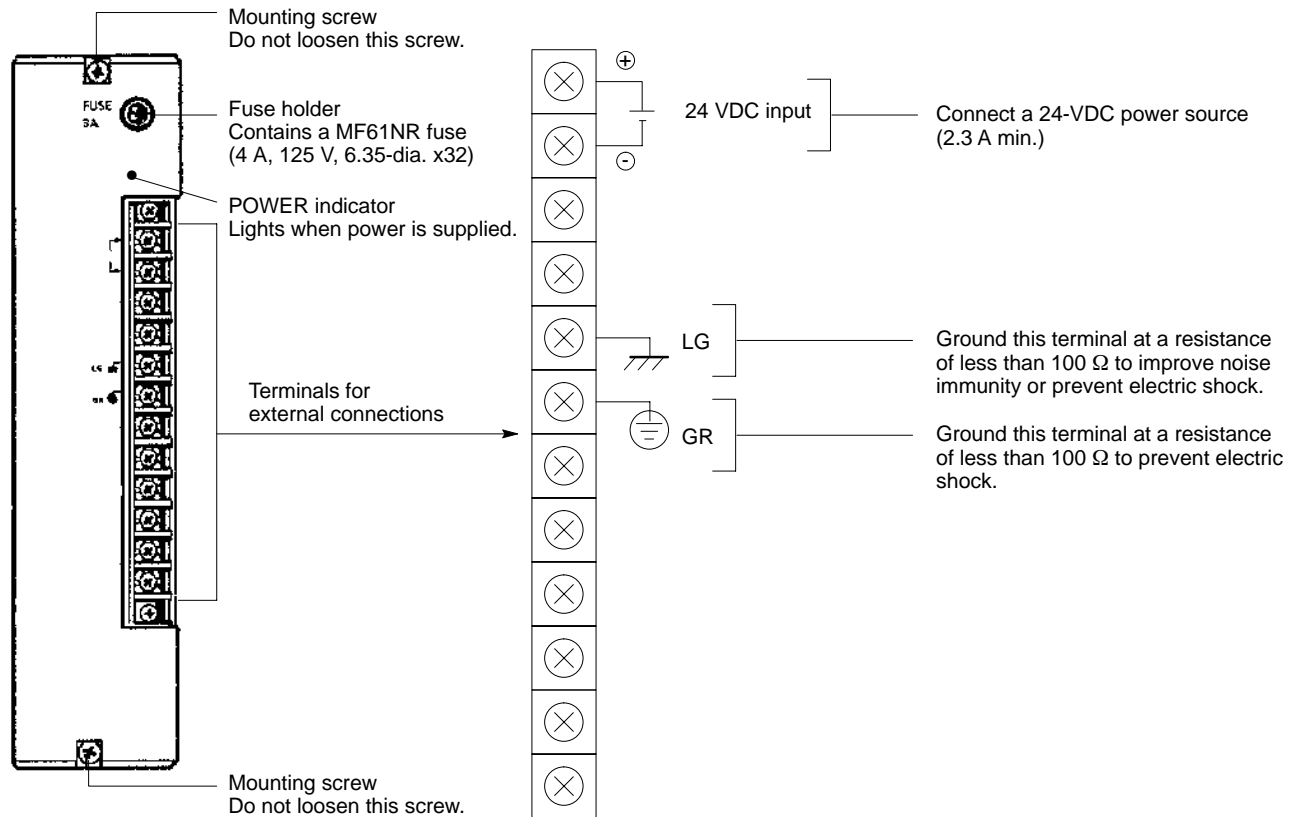 Mounting screw
Do not loosen this screw.
FUSE
Fuse holder
Contains a MF61NR fuse
(4 A, 125 V, 6.35-dia. x32)
POWER indicator
Lights when power is supplied.
Terminals for
external connections
Mounting screw
Do not loosen this screw.
+
24 VDC input
-
Connect a 24-VDC power source
(2.3 A min.)
LG
Ground this terminal at a resistance
of less than 100 Ω to improve noise
immunity or prevent electric shock.
GR
Ground this terminal at a resistance
of less than 100 Ω to prevent electric
shock.